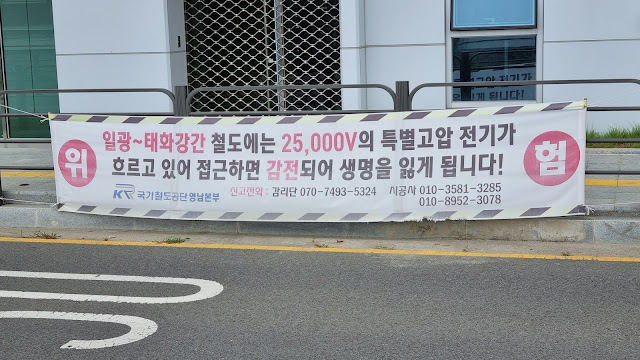 위
일광~태화강간 철도에는 25,000V의 특별고압 전기가
흐르고 있어 접근하면 감전되어 생명을 잃게 됩니다!
험
KR 국가철도공단 영남본부
신고전화 : 감리단 070-7493-5324 시공사 010-3581-3285
010-8952-3078